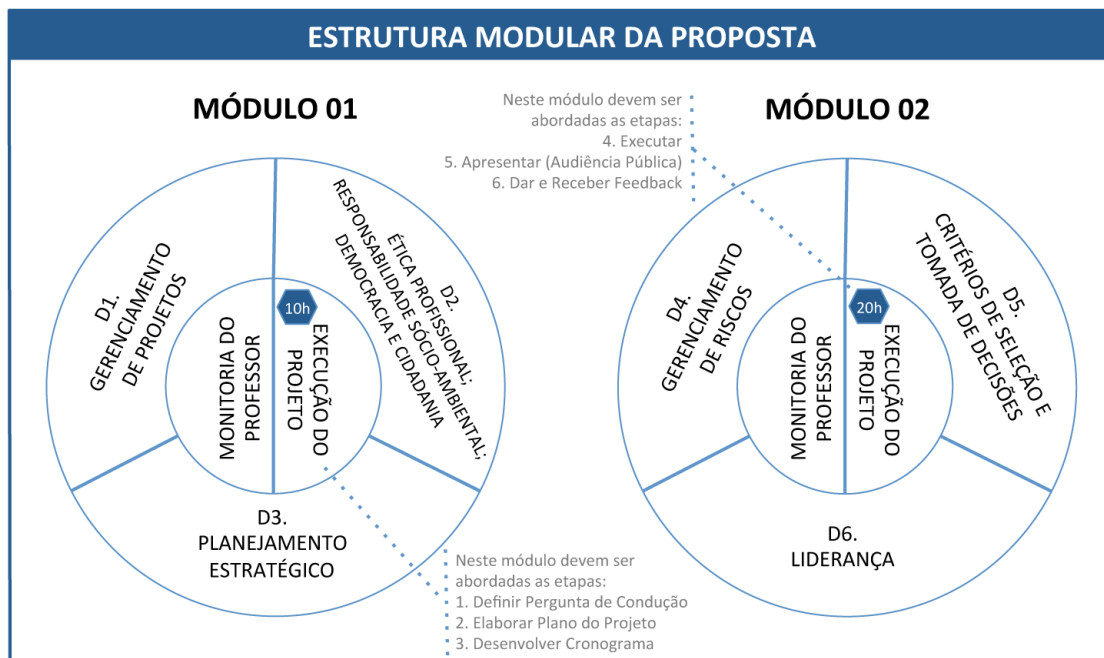 ESTRUTURA MODULAR DA PROPOSTA
MÓDULO 01
D1.
GERENCIAMENTO
DE PROJETOS
D2.
ÉTICA PROFISSIONAL;
RESPONSABILIDADE SÓCIO-AMBIENTAL;
DEMOCRACIA E CIDADANIA
MONITORIA DO
PROFESSOR
10h
EXECUÇÃO DO
PROJETO
D3.
PLANEJAMENTO
ESTRATÉGICO
Neste módulo devem ser
abordadas as etapas:
1. Definir Pergunta de Condução
2. Elaborar Plano do Projeto
3. Desenvolver Cronograma
Neste módulo devem ser
abordadas as etapas:
4. Executar
5. Apresentar (Audiência Pública)
6. Dar e Receber Feedback
MÓDULO 02
D4.
GERENCIAMENTO
DE RISCOS
D5.
CRITÉRIOS DE SELEÇÃO E
TOMADA DE DECISÕES
MONITORIA DO
PROFESSOR
20h
EXECUÇÃO DO
PROJETO
D6.
LIDERANÇA